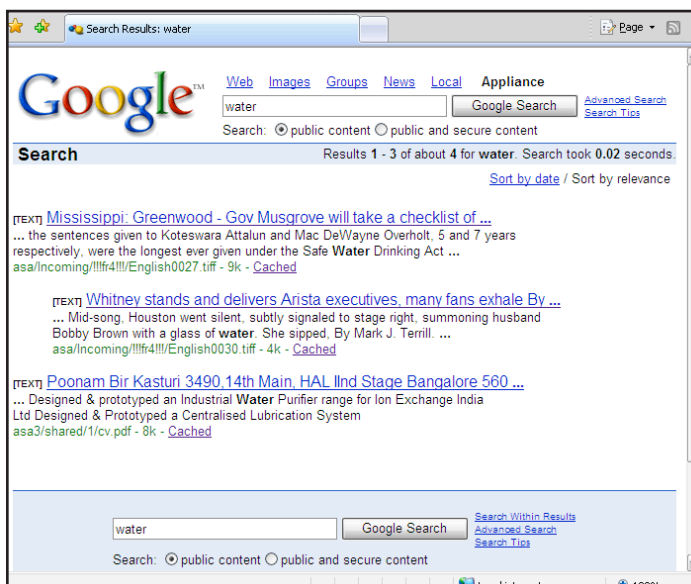 Search Results: water
Page
Google™
Web Images Groups News Local Appliance
water Google Search Advanced Search
Search Tips
Search: public content public and secure content
Search Results 1 - 3 of about 4 for water. Search took 0.02 seconds.
Sort by date / Sort by relevance
[TEXT] Mississippi: Greenwood - Gov Musgrove will take a checklist of ...
... the sentences given to Koteswara Attalun and Mac DeWayne Overholt, 5 and 7 years
respectively, were the longest ever given under the Safe Water Drinking Act ...
asa/Incoming/!!!fr4!!!/English0027.tiff - 9k - Cached
[TEXT] Whitney stands and delivers Arista executives, many fans exhale By ...
... Mid-song, Houston went silent, subtly signaled to stage right, summoning husband
Bobby Brown with a glass of water. She sipped, By Mark J. Terrill. ...
asa/Incoming/!!!fr4!!!/English0030.tiff - 4k - Cached
[TEXT] Poonam Bir Kasturi 3490,14th Main, HAL IInd Stage Bangalore 560 ...
... Designed & prototyped an Industrial Water Purifier range for Ion Exchange India
Ltd Designed & Prototyped a Centralised Lubrication System
asa3/shared/1/cv.pdf - 8k - Cached
Search Within Results
water Google Search Advanced Search
Search Tips
Search: public content public and secure content